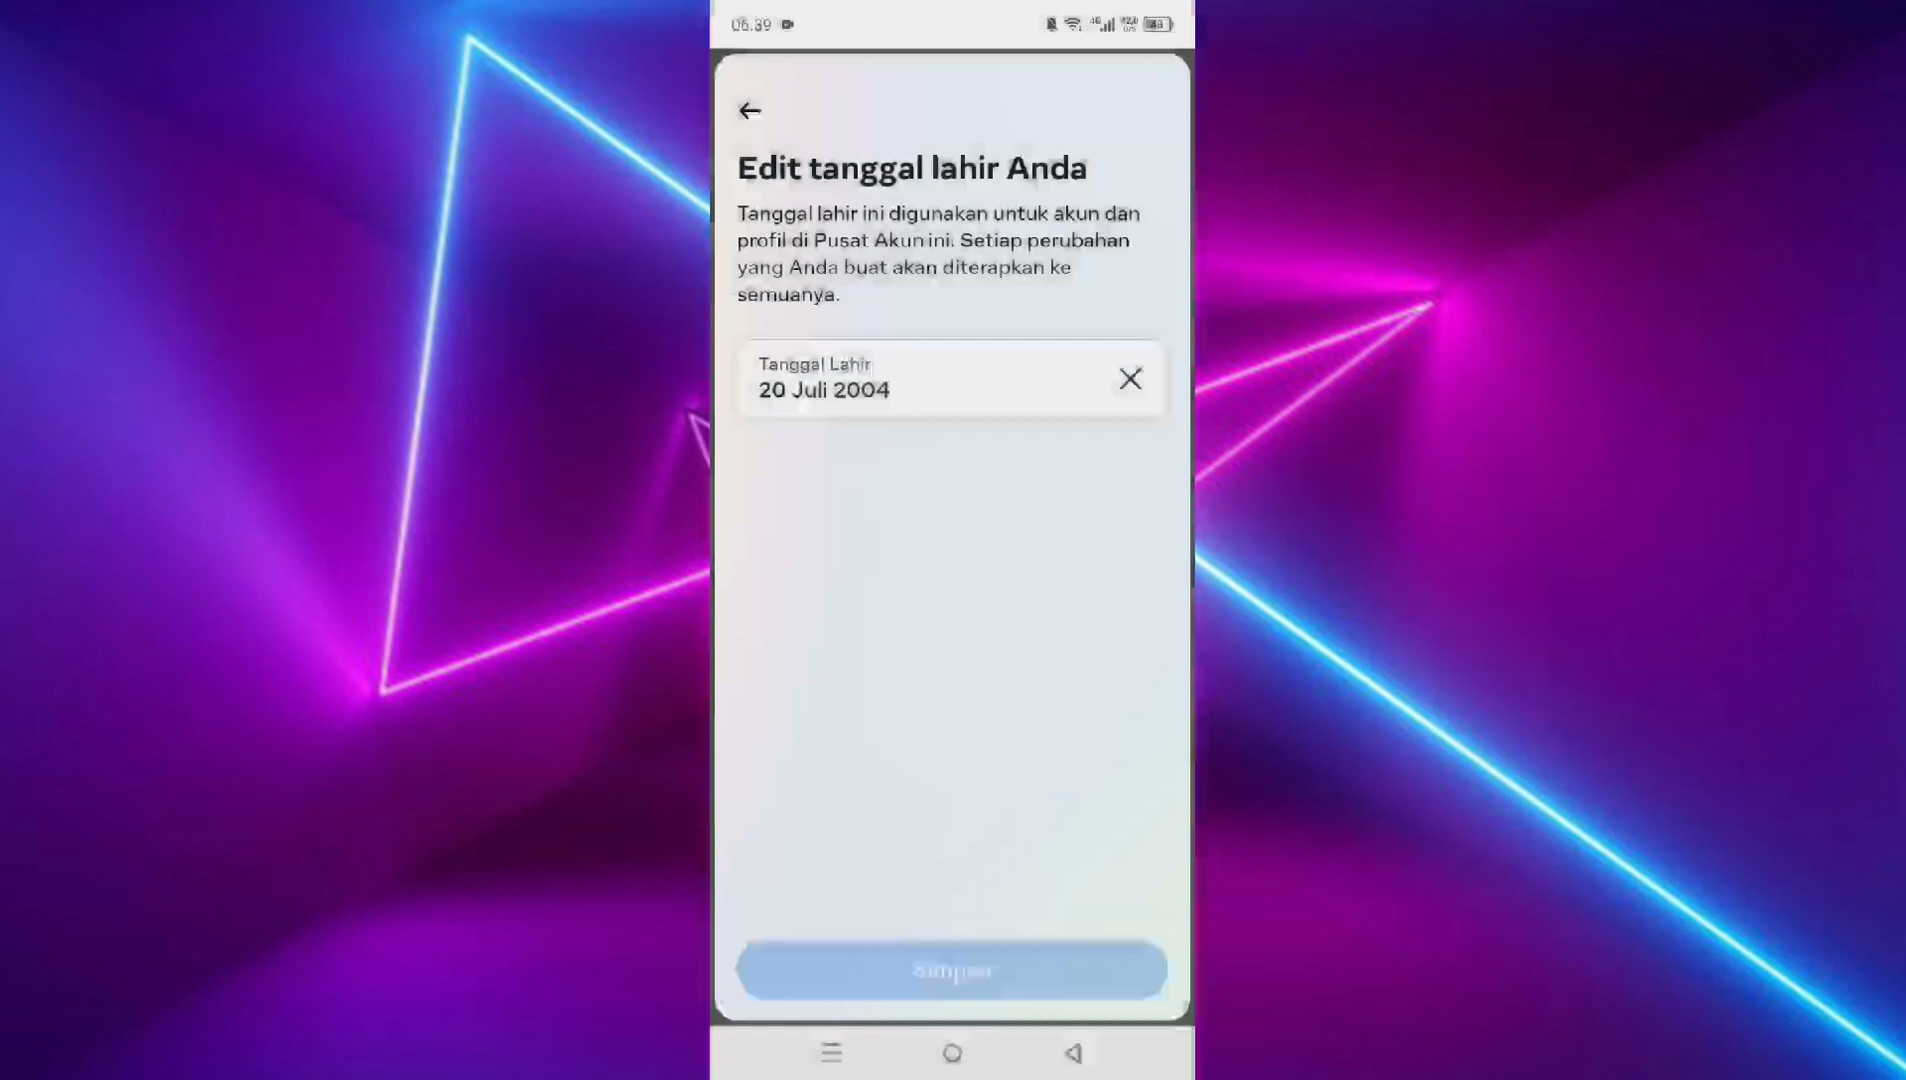 06.39
Edit tanggal lahir Anda
Tanggal lahir ini digunakan untuk akun dan
profil di Pusat Akun ini. Setiap perubahan
yang Anda buat akan diterapkan ke
semuanya.
Tanggal Lahir
20 Juli 2004
Simpan